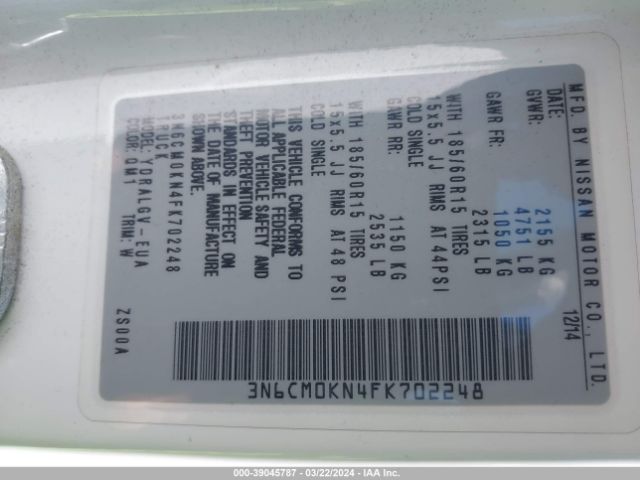 MFD. BY NISSAN MOTOR CO., LTD.
DATE: 12/14
GVWR: 2155 KG
4751 LB
GAWR FR: 1050 KG
2315 LB
WITH 185/60R15 TIRES
15x5.5 JJ RIMS AT 44PSI
COLD SINGLE
GAWR RR: 1150 KG
2535 LB
WITH 185/60R15 TIRES
15x5.5 JJ RIMS AT 48 PSI
COLD SINGLE
THIS VEHICLE CONFORMS TO
ALL APPLICABLE FEDERAL
MOTOR VEHICLE SAFETY AND
THEFT PREVENTION
STANDARDS IN EFFECT ON
THE DATE OF MANUFACTURE
SHOWN ABOVE.
3N6CM0KN4FK702248
TRUCK
MODEL: YDRALGV-EUA
COLOR: QM1 TRIM: W
ZS00A
3N6CM0KN4FK702248
000-39045787 - 03/22/2024 - IAAI.COM